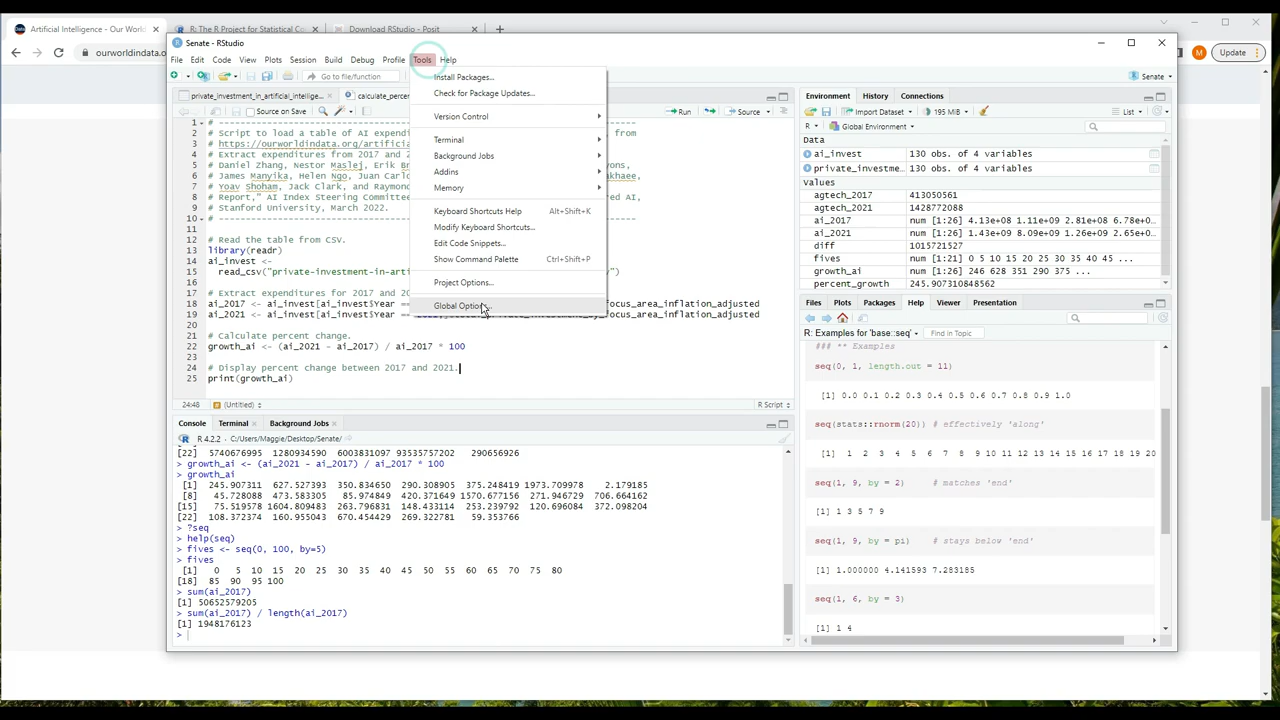 Artificial Intelligence - Our World
R: The R Project for Statistical Co
Download RStudio - Posit
ourworldindata.o
M
Update
Senate - RStudio
File Edit Code View Plots Session Build Debug Profile Tools Help
Go to file/function
Senate
Install Packages...
Check for Package Updates...
Version Control
Terminal
Background Jobs
Addins
Memory
Keyboard Shortcuts Help Alt+Shift+K
Modify Keyboard Shortcuts...
Edit Code Snippets...
Show Command Palette Ctrl+Shift+P
Project Options...
Global Options...
private_investment_in_artificial_intellige...
calculate_percen
Source on Save
Run
Source
1 # ----
2 # Script to load a table of AI expendi from
3 # https://ourworldindata.org/artificia
4 # Extract expenditures from 2017 and 2
5 # Daniel Zhang, Nestor Maslej, Erik Br yons,
6 # James Manyika, Helen Ngo, Juan Carlo akhaee,
7 # Yoav Shoham, Jack Clark, and Raymond ed AI,
8 # Report," AI Index Steering Committee
9 # Stanford University, March 2022.
10 # ----
11
12 # Read the table from CSV.
13 library(readr)
14 ai_invest <-
15 read_csv("private-investment-in-arti y")
16
17 # Extract expenditures for 2017 and 20
18 ai_2017 <- ai_invest[ai_invest$Year == focus_area_inflation_adjusted
19 ai_2021 <- ai_invest[ai_invest$Year == focus_area_inflation_adjusted
20
21 # Calculate percent change.
22 growth_ai <- (ai_2021 - ai_2017) / ai_2017 * 100
23
24 # Display percent change between 2017 and 2021.
25 print(growth_ai)
24:48 (Untitled) R Script
Console Terminal Background Jobs
R 4.2.2 · C:/Users/Maggie/Desktop/Senate/
[22] 5740676995 1280934590 6003831097 93535757202 290656926
> growth_ai <- (ai_2021 - ai_2017) / ai_2017 * 100
> growth_ai
[1] 245.907311 627.527393 350.834650 290.308905 375.248419 1973.709978 2.179185
[8] 45.728088 473.583305 85.974849 420.371649 1570.677156 271.946729 706.664162
[15] 75.519578 1604.809483 263.796831 148.433114 253.239792 120.696084 372.098204
[22] 108.372374 160.955043 670.454429 269.322781 59.353766
> ?seq
> help(seq)
> fives <- seq(0, 100, by=5)
> fives
[1] 0 5 10 15 20 25 30 35 40 45 50 55 60 65 70 75 80
[18] 85 90 95 100
> sum(ai_2017)
[1] 50652579205
> sum(ai_2017) / length(ai_2017)
[1] 1948176123
>
Environment History Connections
Import Dataset 195 MiB List
R Global Environment
Data
ai_invest 130 obs. of 4 variables
private_investme... 130 obs. of 4 variables
Values
agtech_2017 413050561
agtech_2021 1428772088
ai_2017 num [1:26] 4.13e+08 1.11e+09 2.81e+08 6.78e+0...
ai_2021 num [1:26] 1.43e+09 8.09e+09 1.26e+09 2.65e+0...
diff 1015721527
fives num [1:21] 0 5 10 15 20 25 30 35 40 45 ...
growth_ai num [1:26] 246 628 351 290 375 ...
percent_growth 245.907310848562
Files Plots Packages Help Viewer Presentation
R: Examples for 'base::seq' Find in Topic
### ** Examples
seq(0, 1, length.out = 11)
[1] 0.0 0.1 0.2 0.3 0.4 0.5 0.6 0.7 0.8 0.9 1.0
seq(stats::rnorm(20)) # effectively 'along'
[1] 1 2 3 4 5 6 7 8 9 10 11 12 13 14 15 16 17 18 19 20
seq(1, 9, by = 2) # matches 'end'
[1] 1 3 5 7 9
seq(1, 9, by = pi) # stays below 'end'
[1] 1.000000 4.141593 7.283185
seq(1, 6, by = 3)
[1] 1 4